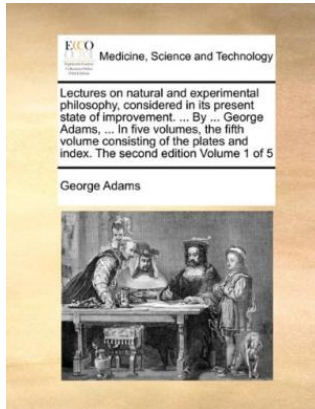 ECCO
Medicine, Science and Technology
Lectures on natural and experimental
philosophy, considered in its present
state of improvement. ... By ... George
Adams, ... In five volumes, the fifth
volume consisting of the plates and
index. The second edition Volume 1 of 5
George Adams